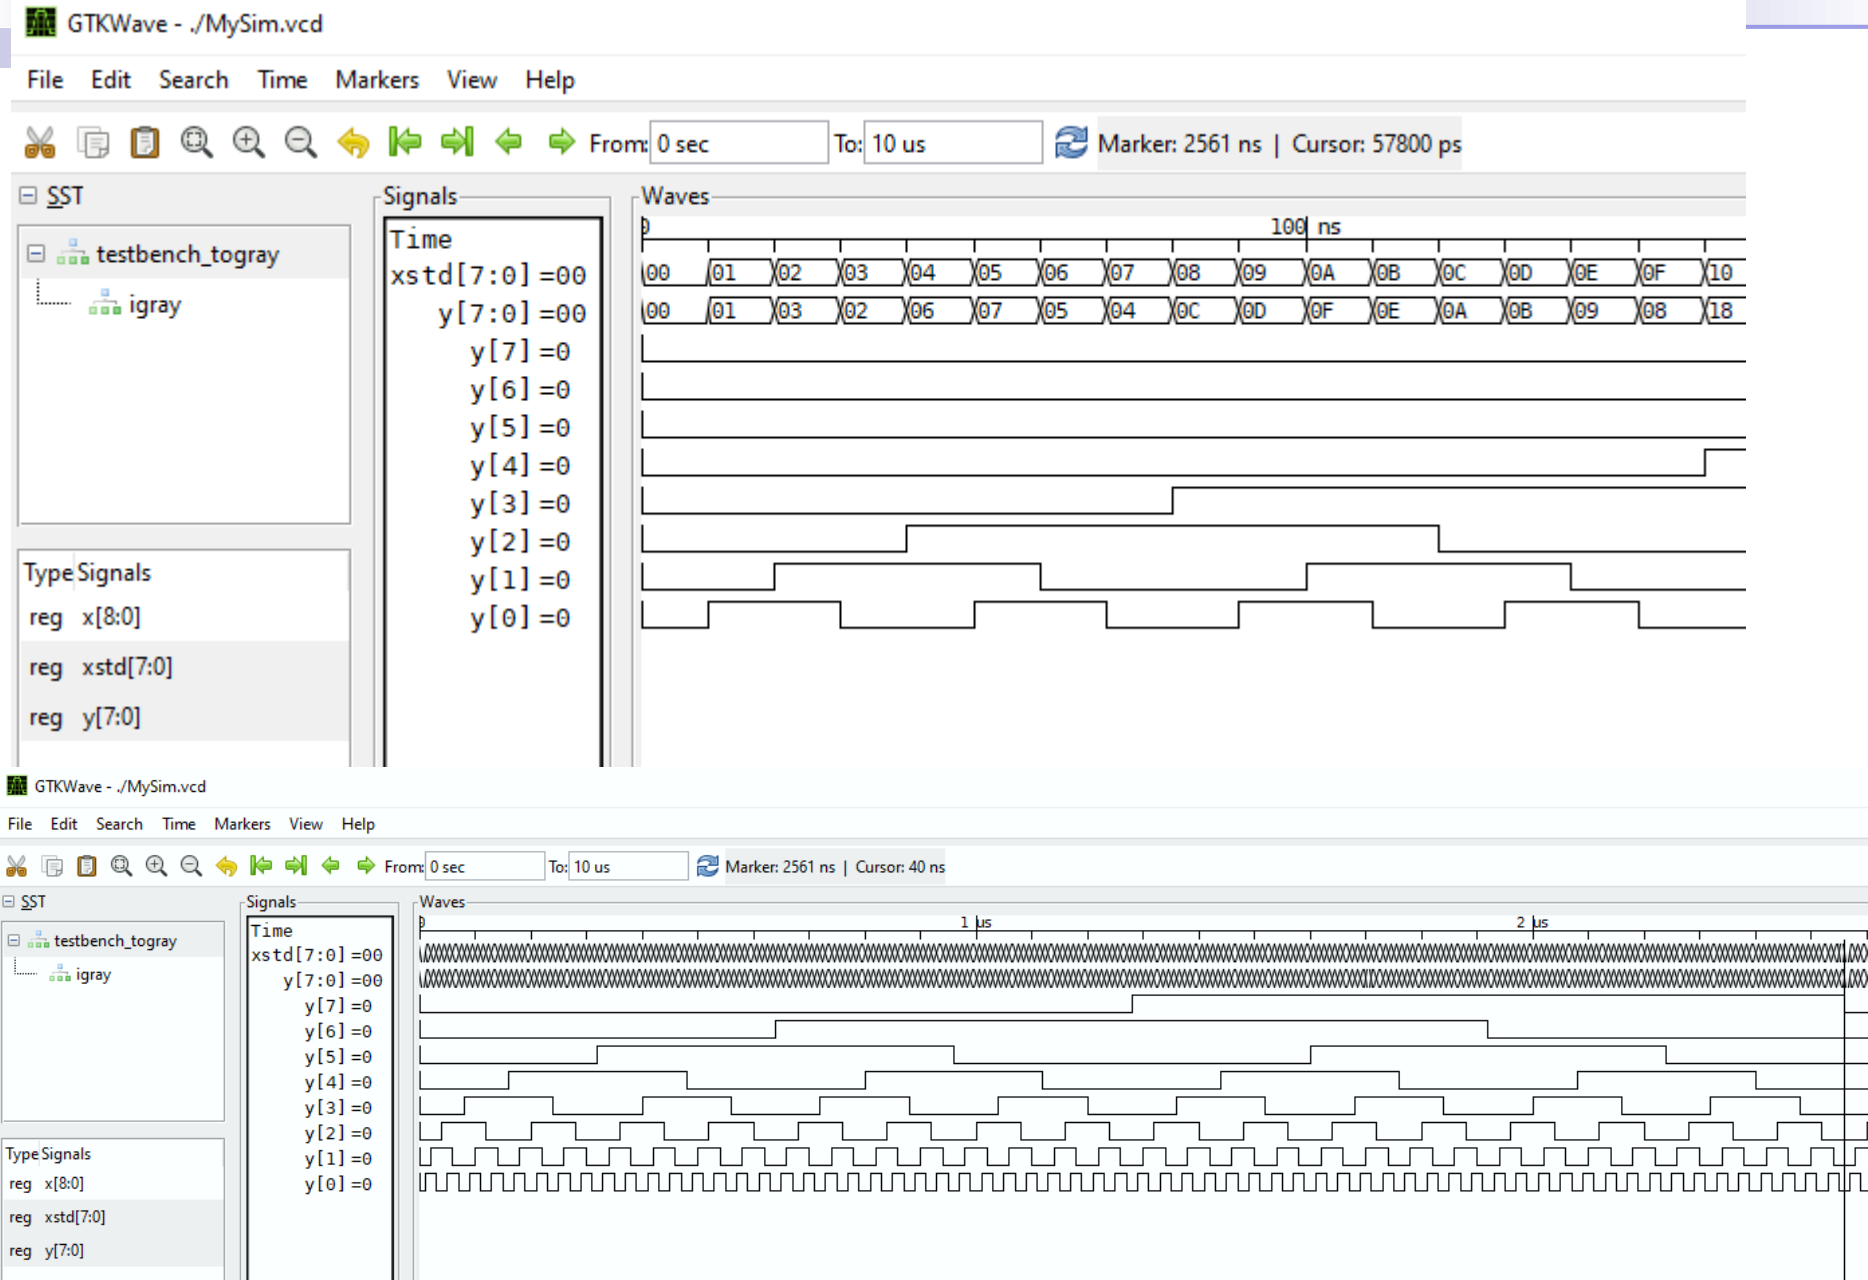 GTKWave - ./MySim.vcd
File Edit Search Time Markers View Help
From: 0 sec To: 10 us Marker: 2561 ns | Cursor: 57800 ps
SST
testbench_togray
igray
Type Signals
reg x[8:0]
reg xstd[7:0]
reg y[7:0]
Signals
Time
xstd[7:0]=00
y[7:0]=00
y[7]=0
y[6]=0
y[5]=0
y[4]=0
y[3]=0
y[2]=0
y[1]=0
y[0]=0
Waves
0 100 ns
00 01 02 03 04 05 06 07 08 09 0A 0B 0C 0D 0E 0F 10
00 01 03 02 06 07 05 04 0C 0D 0F 0E 0A 0B 09 08 18
GTKWave - ./MySim.vcd
File Edit Search Time Markers View Help
From: 0 sec To: 10 us Marker: 2561 ns | Cursor: 40 ns
SST
testbench_togray
igray
Type Signals
reg x[8:0]
reg xstd[7:0]
reg y[7:0]
Signals
Time
xstd[7:0]=00
y[7:0]=00
y[7]=0
y[6]=0
y[5]=0
y[4]=0
y[3]=0
y[2]=0
y[1]=0
y[0]=0
Waves
0 1 us 2 us